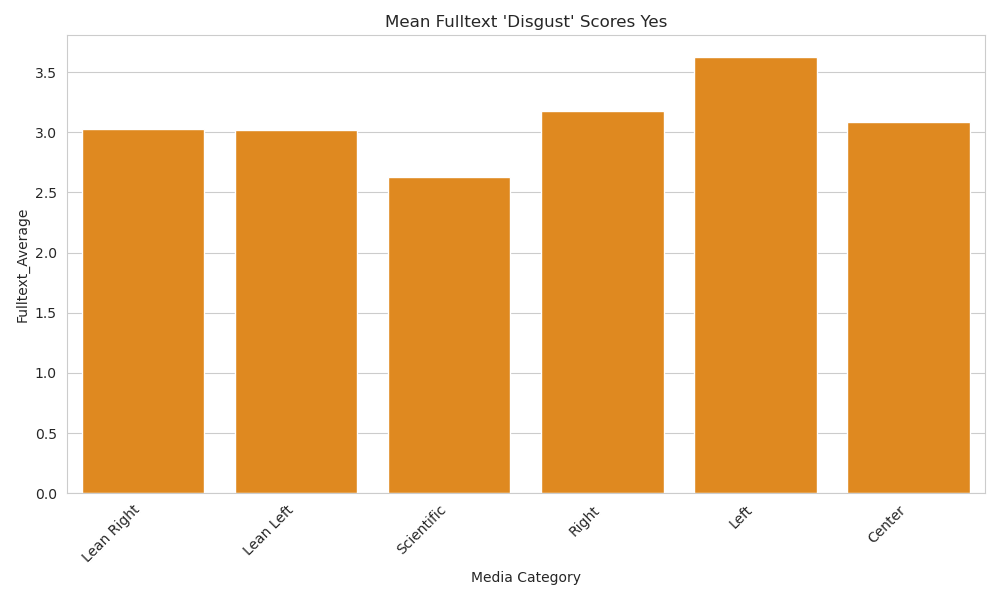 Mean Fulltext 'Disgust' Scores Yes
Fulltext_Average
3.5
3.0
2.5
2.0
1.5
1.0
0.5
0.0
Lean Right
Lean Left
Scientific
Right
Left
Center
Media Category